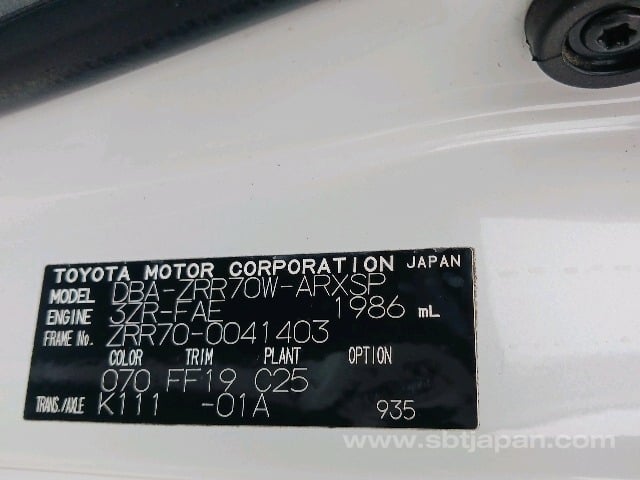 TOYOTA MOTOR CORPORATION JAPAN
MODEL DBA-ZRR70W-ARXSP
ENGINE 3ZR-FAE 1986 mL
FRAME No. ZRR70-0041403
COLOR TRIM PLANT OPTION
070 FF19 C25
TRANS./AXLE K111 -01A 935
www.sbtjapan.com